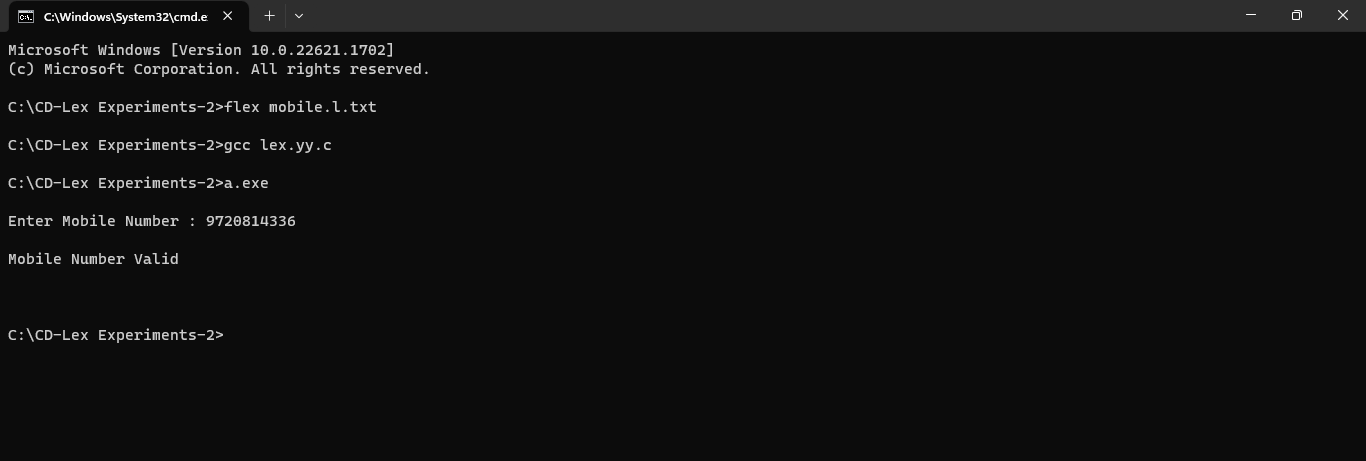 C:\Windows\System32\cmd.e
Microsoft Windows [Version 10.0.22621.1702]
(c) Microsoft Corporation. All rights reserved.
C:\CD-Lex Experiments-2>flex mobile.l.txt
C:\CD-Lex Experiments-2>gcc lex.yy.c
C:\CD-Lex Experiments-2>a.exe
Enter Mobile Number : 9720814336
Mobile Number Valid
C:\CD-Lex Experiments-2>